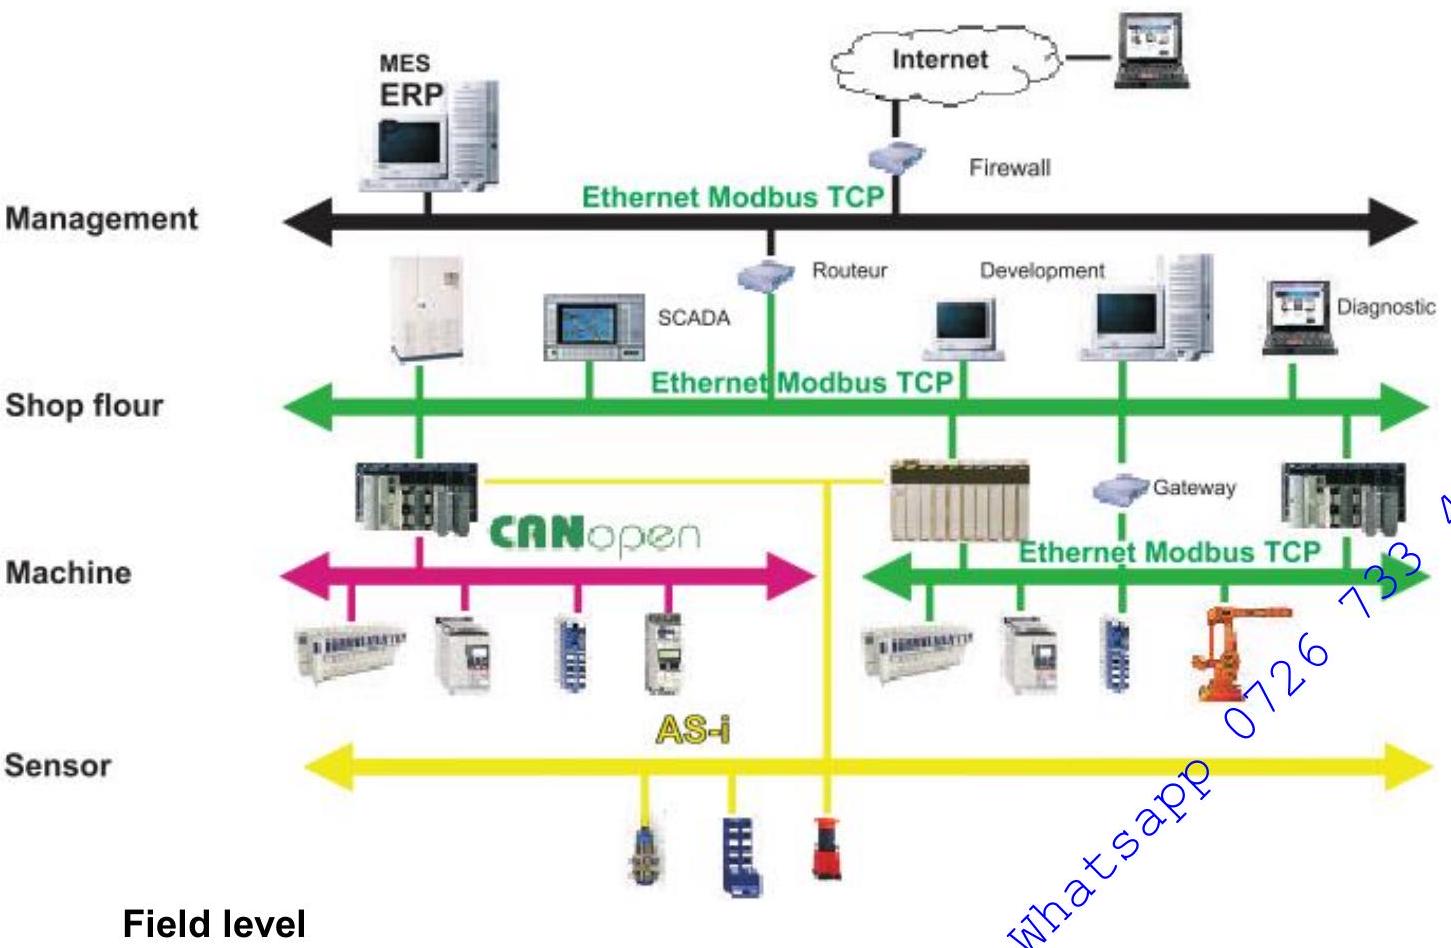 MES
ERP
Internet
Firewall
Ethernet Modbus TCP
Management
Routeur
Development
SCADA
Diagnostic
Ethernet Modbus TCP
Shop flour
Gateway
CANopen
Ethernet Modbus TCP
Machine
AS-i
Sensor
Field level
Whatsapp 0726 733 4